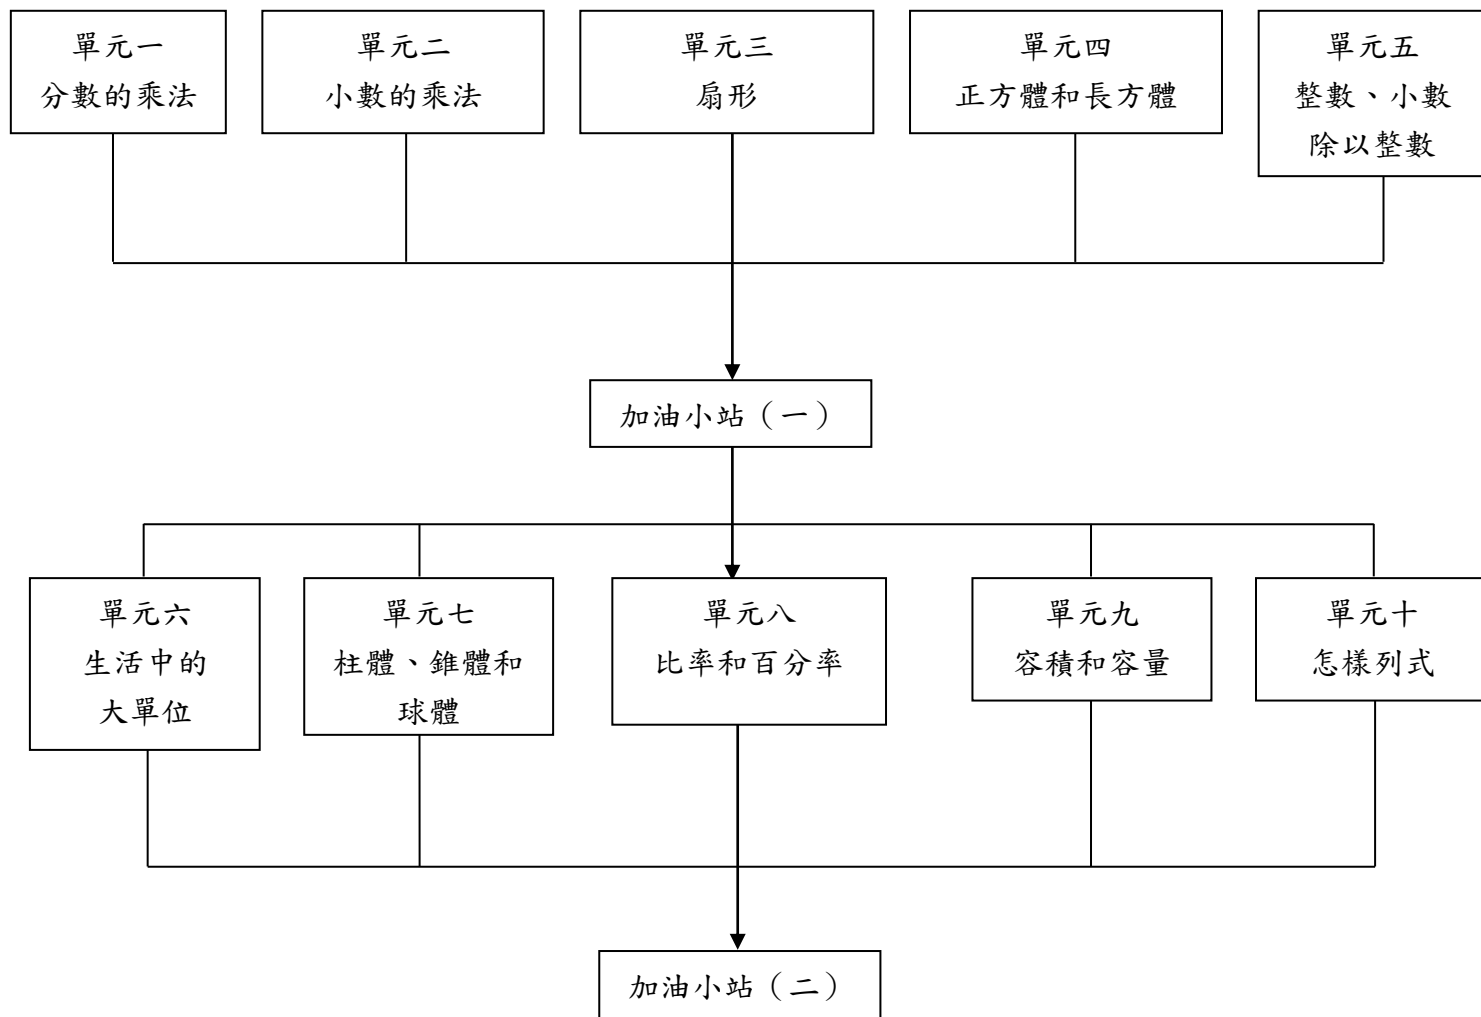 單元一
分數的乘法
單元二
小數的乘法
單元三
扇形
單元四
正方體和長方體
單元五
整數、小數
除以整數
加油小站（一）
單元六
生活中的
大單位
單元七
柱體、錐體和
球體
單元八
比率和百分率
單元九
容積和容量
單元十
怎樣列式
加油小站（二）